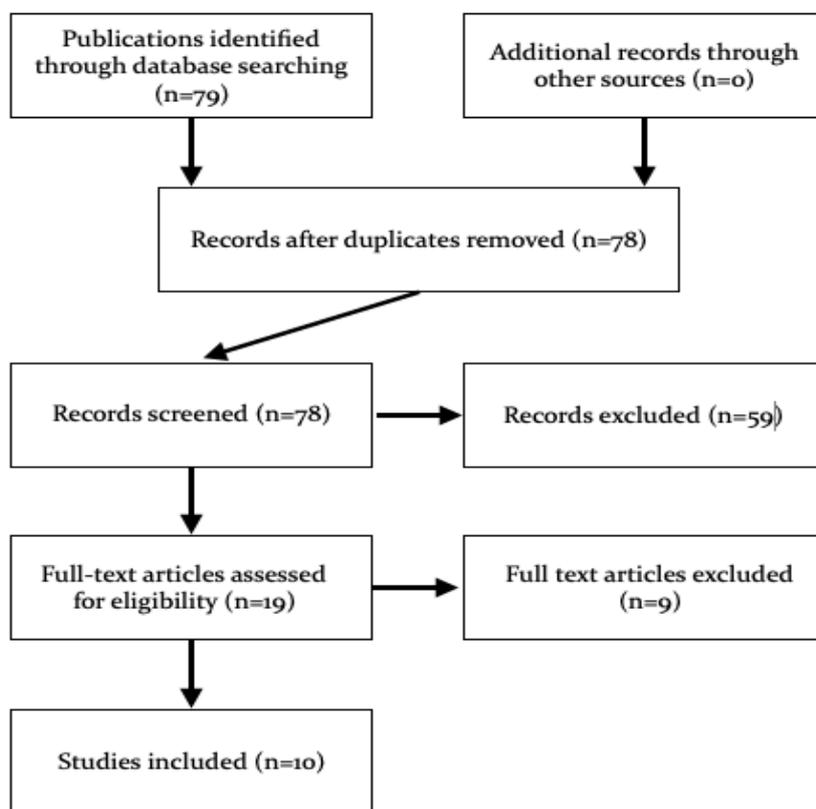 Publications identified
through database searching
(n=79)
Additional records through
other sources (n=0)
Records after duplicates removed (n=78)
Records screened (n=78)
Records excluded (n=59)
Full-text articles assessed
for eligibility (n=19)
Full text articles excluded
(n=9)
Studies included (n=10)